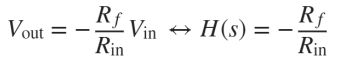 V_out = − R_f / R_in V_in ↔ H(s) = − R_f / R_in